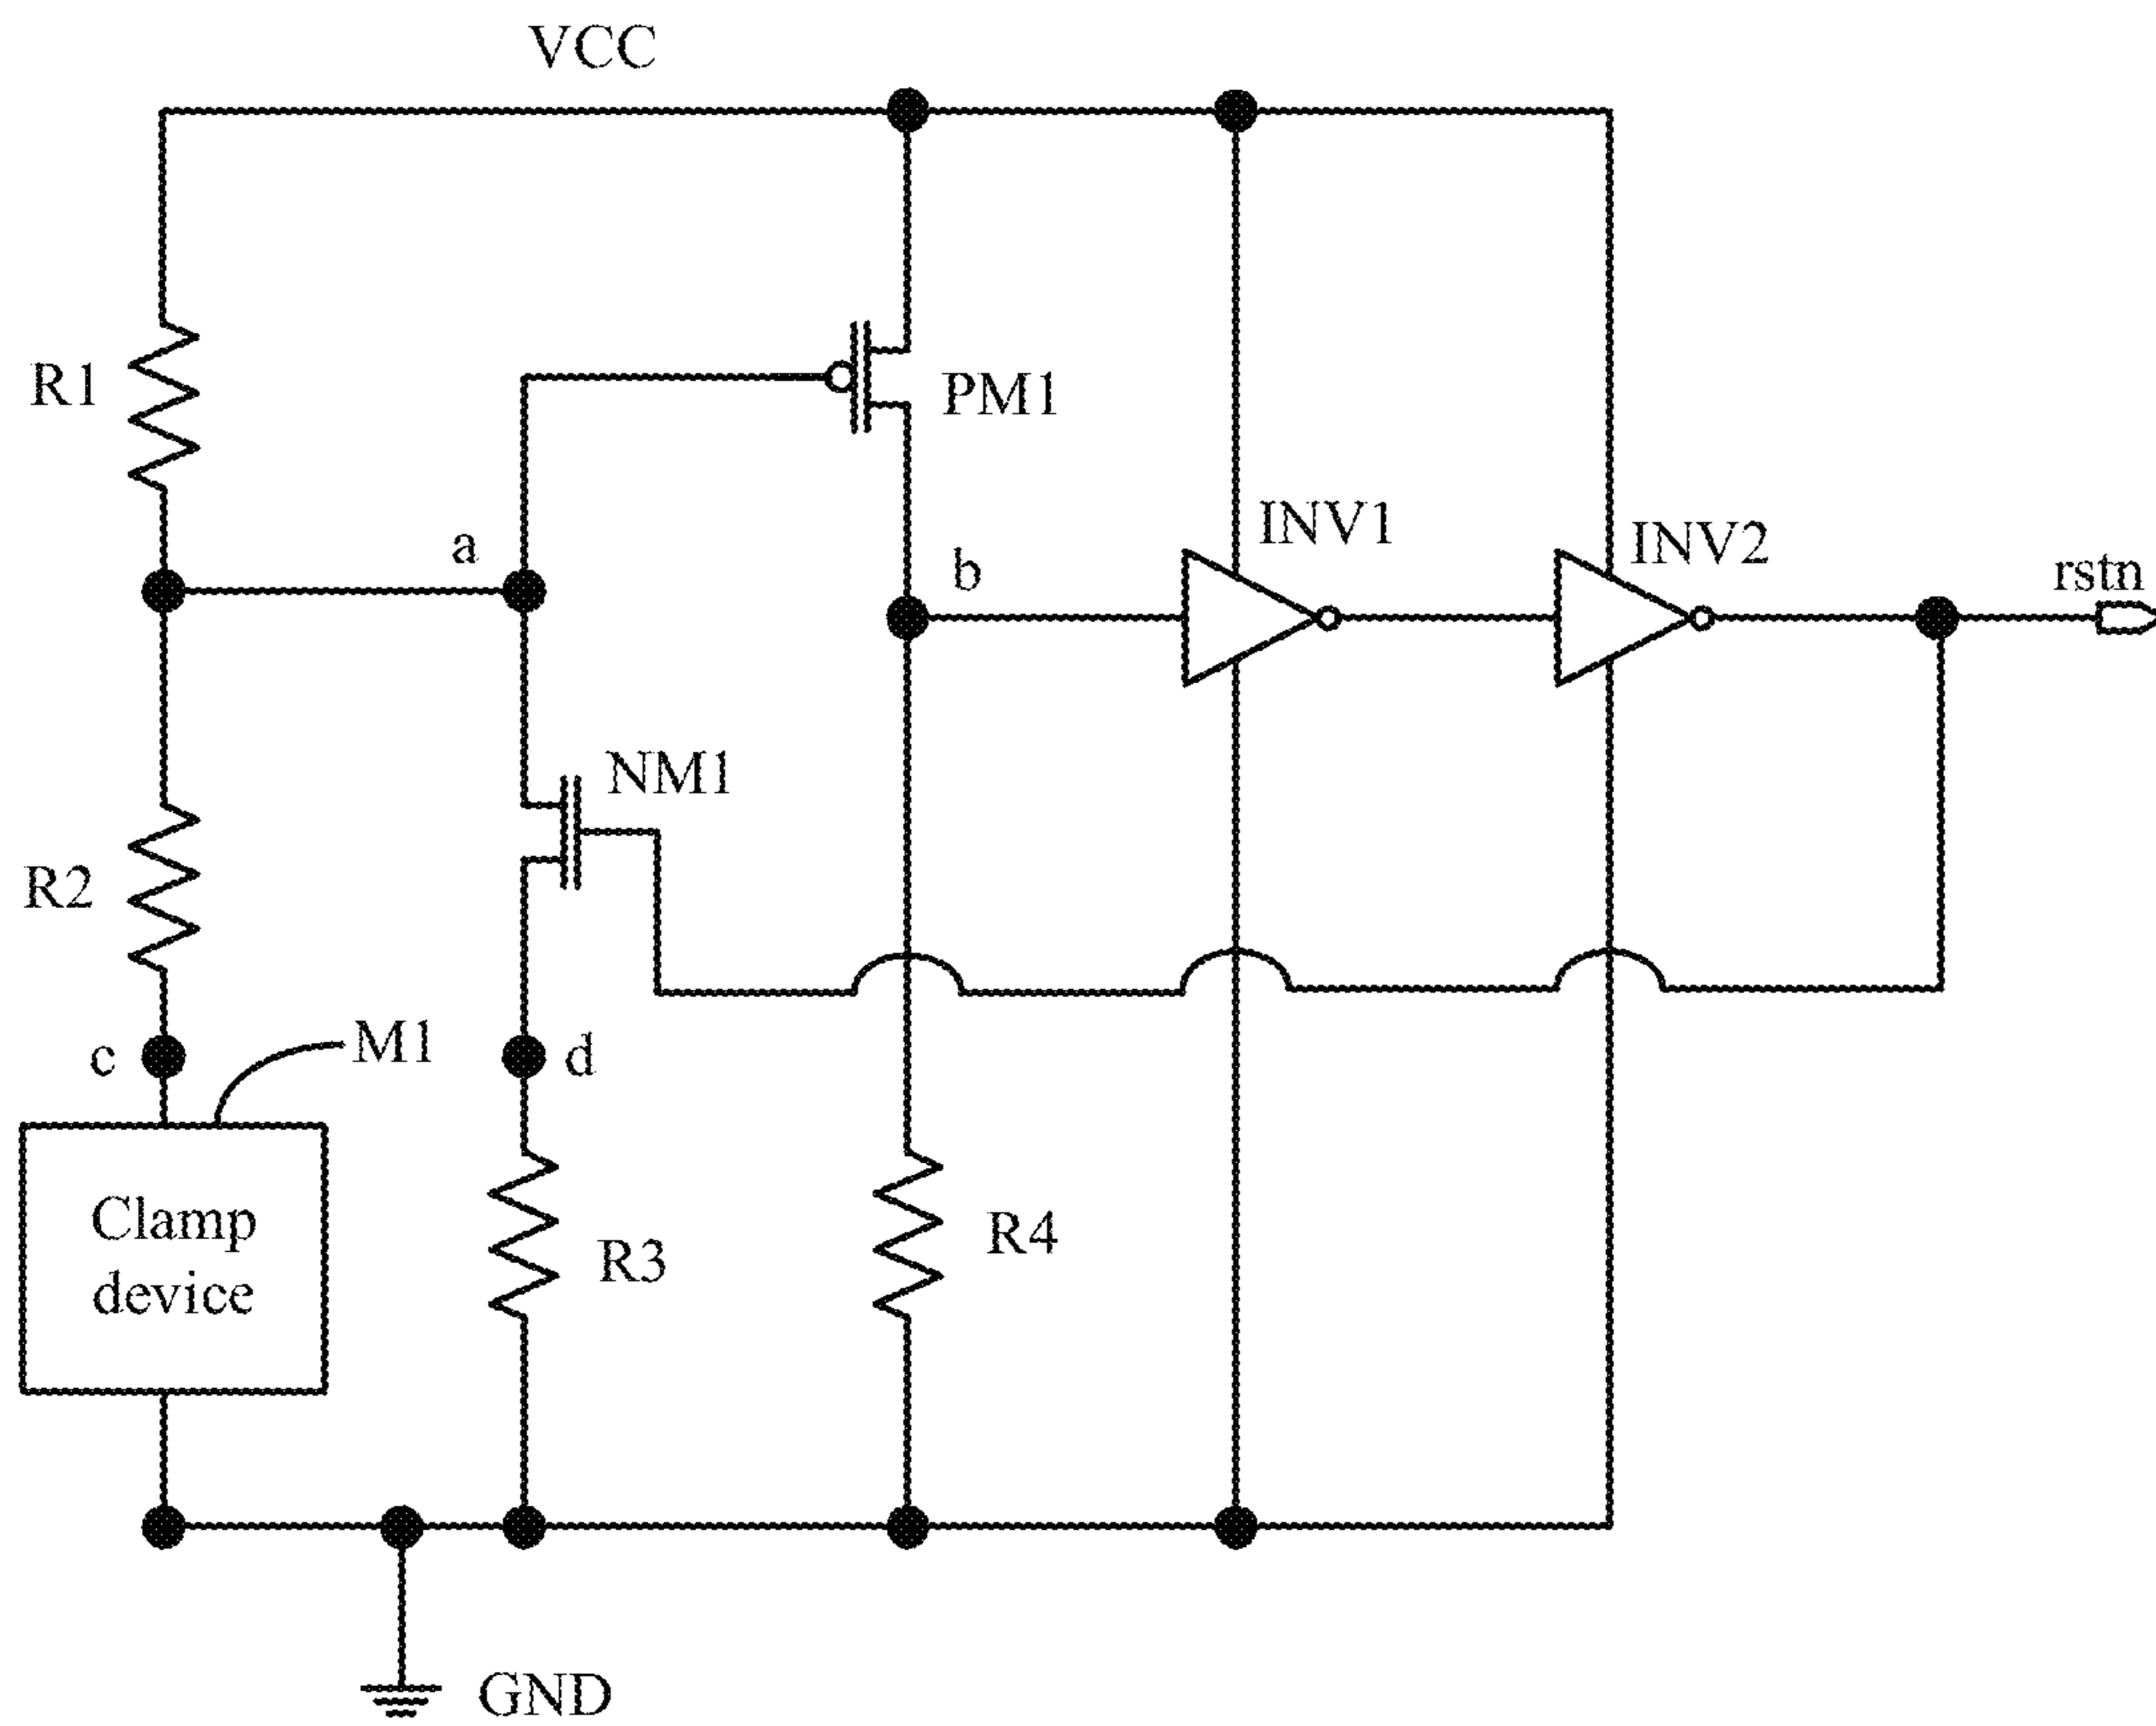 VCC
R1
PM1
a
b
INV1
INV2
rstn
NM1
R2
c
M1
d
Clamp
device
R3
R4
GND